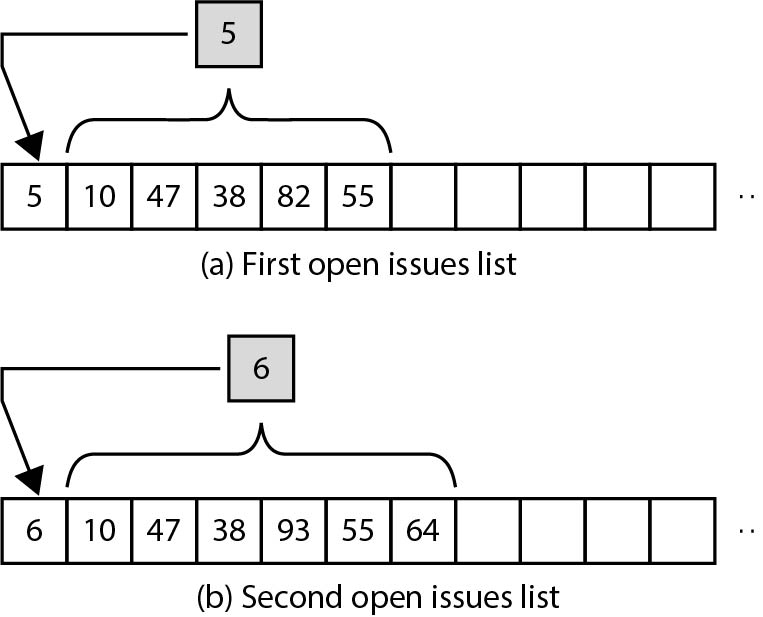 5
5 10 47 38 82 55 ..
(a) First open issues list
6
6 10 47 38 93 55 64 ..
(b) Second open issues list